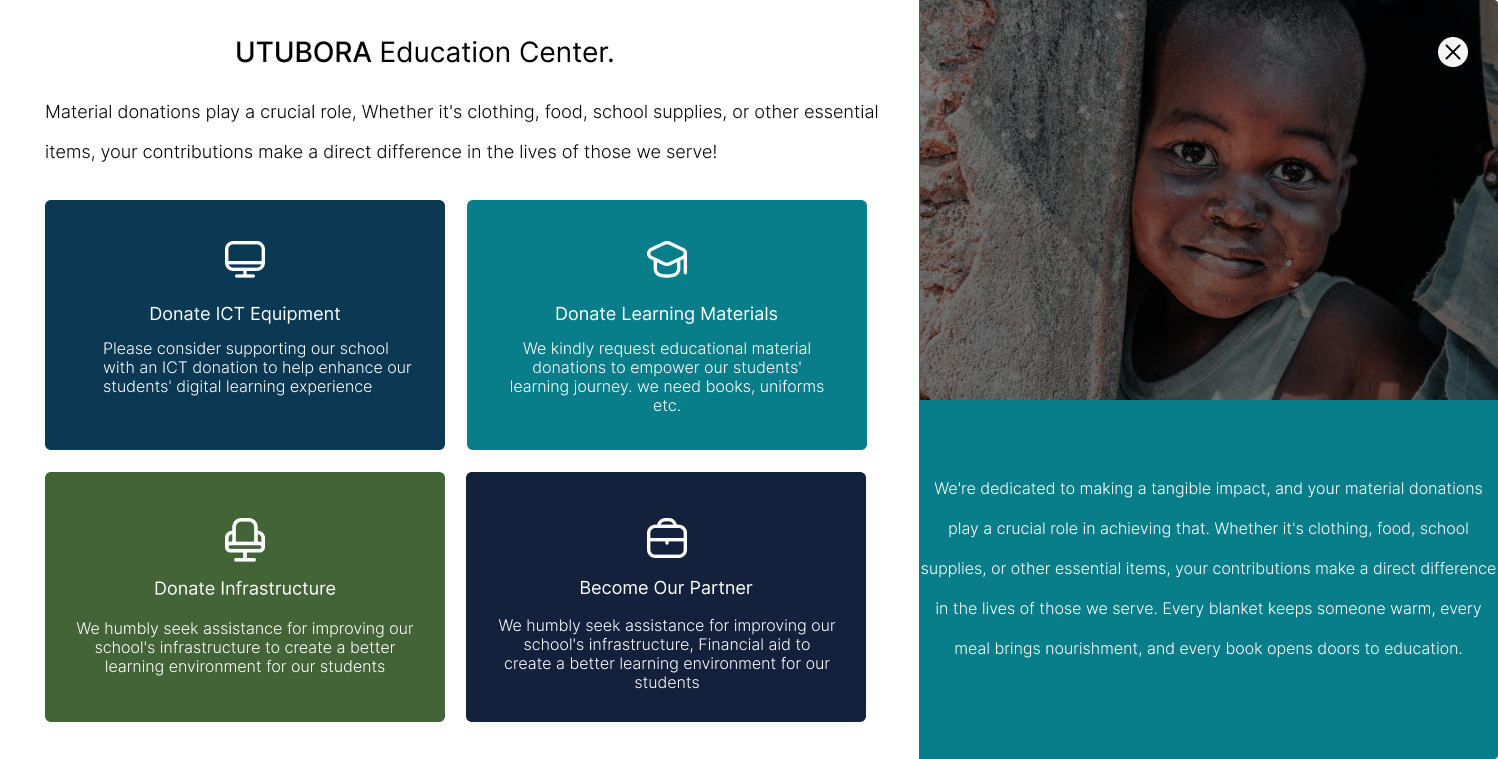 UTUBORA Education Center.
Material donations play a crucial role, Whether it's clothing, food, school supplies, or other essential
items, your contributions make a direct difference in the lives of those we serve!
Donate ICT Equipment
Please consider supporting our school
with an ICT donation to help enhance our
students' digital learning experience
Donate Learning Materials
We kindly request educational material
donations to empower our students'
learning journey. we need books, uniforms
etc.
Donate Infrastructure
We humbly seek assistance for improving our
school's infrastructure to create a better
learning environment for our students
Become Our Partner
We humbly seek assistance for improving our
school's infrastructure, Financial aid to
create a better learning environment for our
students
We're dedicated to making a tangible impact, and your material donations
play a crucial role in achieving that. Whether it's clothing, food, school
supplies, or other essential items, your contributions make a direct difference
in the lives of those we serve. Every blanket keeps someone warm, every
meal brings nourishment, and every book opens doors to education.